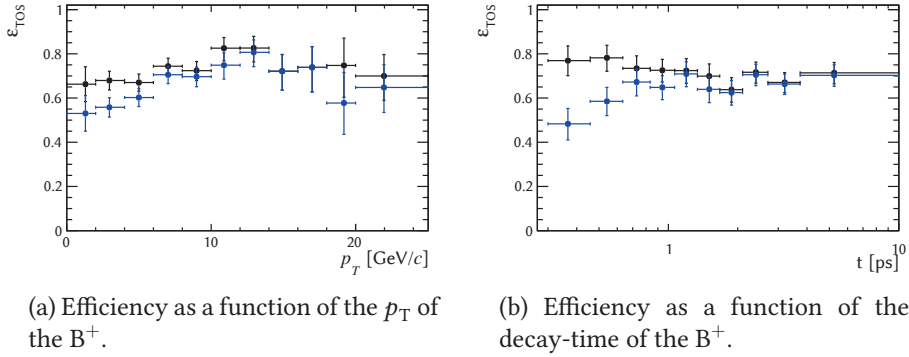 ε_TOS
1
0.8
0.6
0.4
0.2
0
0 10 20
p_T [GeV/c]
ε_TOS
1
0.8
0.6
0.4
0.2
0
1 10
t [ps]
(a) Efficiency as a function of the p_T of
the B⁺.
(b) Efficiency as a function of the
decay-time of the B⁺.